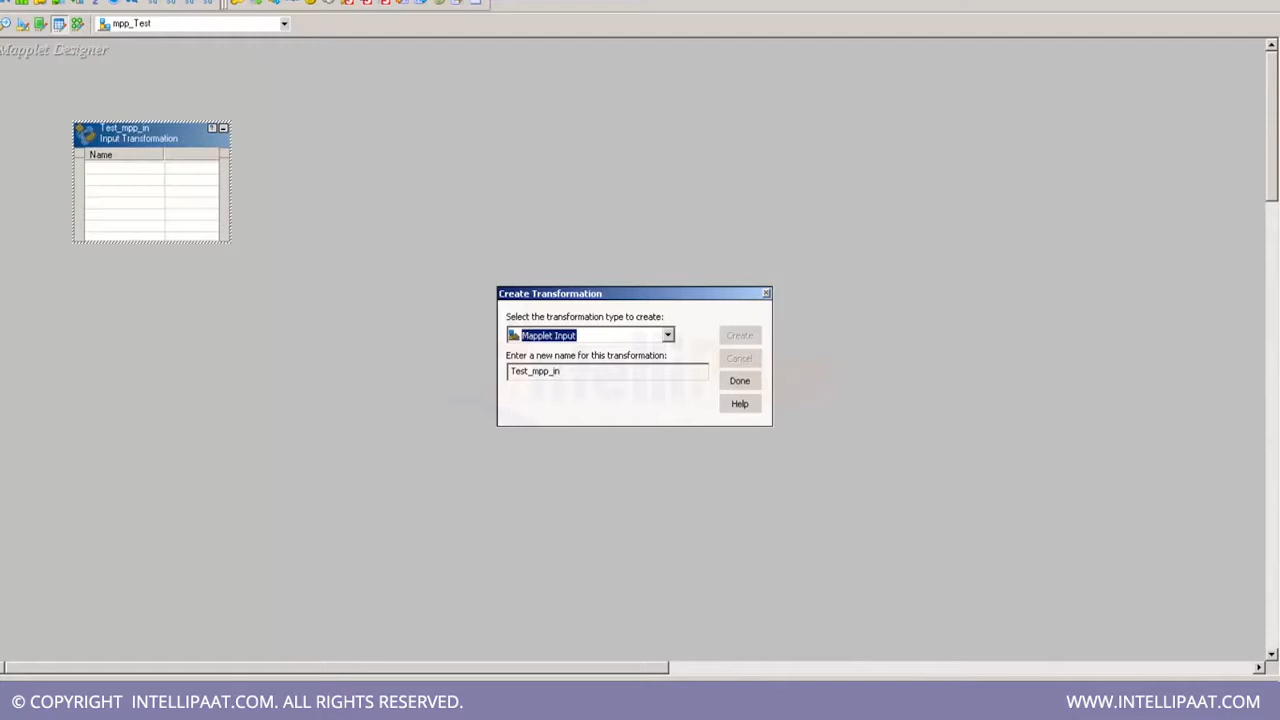 mpp_Test
Mapplet Designer
Test_mpp_in
Input Transformation
Name
Create Transformation
Select the transformation type to create:
Mapplet Input
Create
Enter a new name for this transformation:
Cancel
Test_mpp_in
Done
Help
© COPYRIGHT INTELLIPAAT.COM. ALL RIGHTS RESERVED.
WWW.INTELLIPAAT.COM